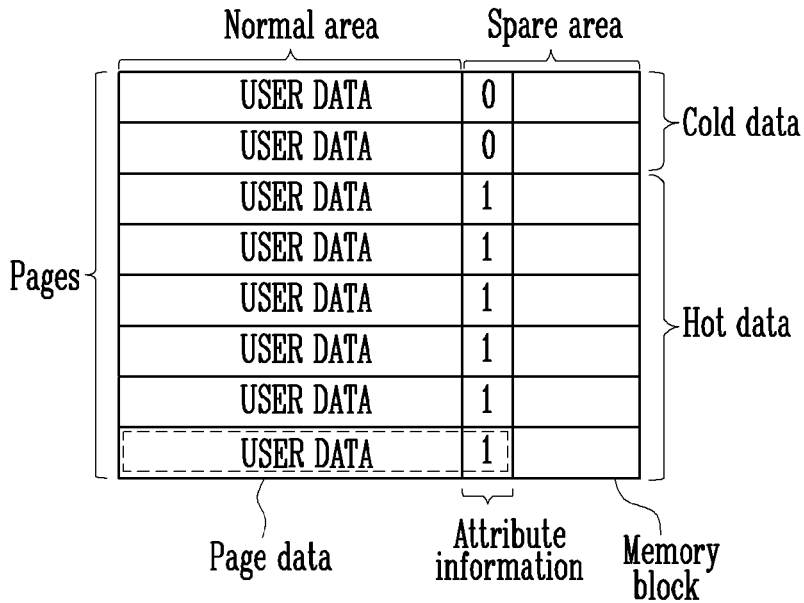 Normal area Spare area
USER DATA 0
USER DATA 0
Cold data
USER DATA 1
USER DATA 1
Pages
USER DATA 1
Hot data
USER DATA 1
USER DATA 1
USER DATA 1
Page data
Attribute
information
Memory
block